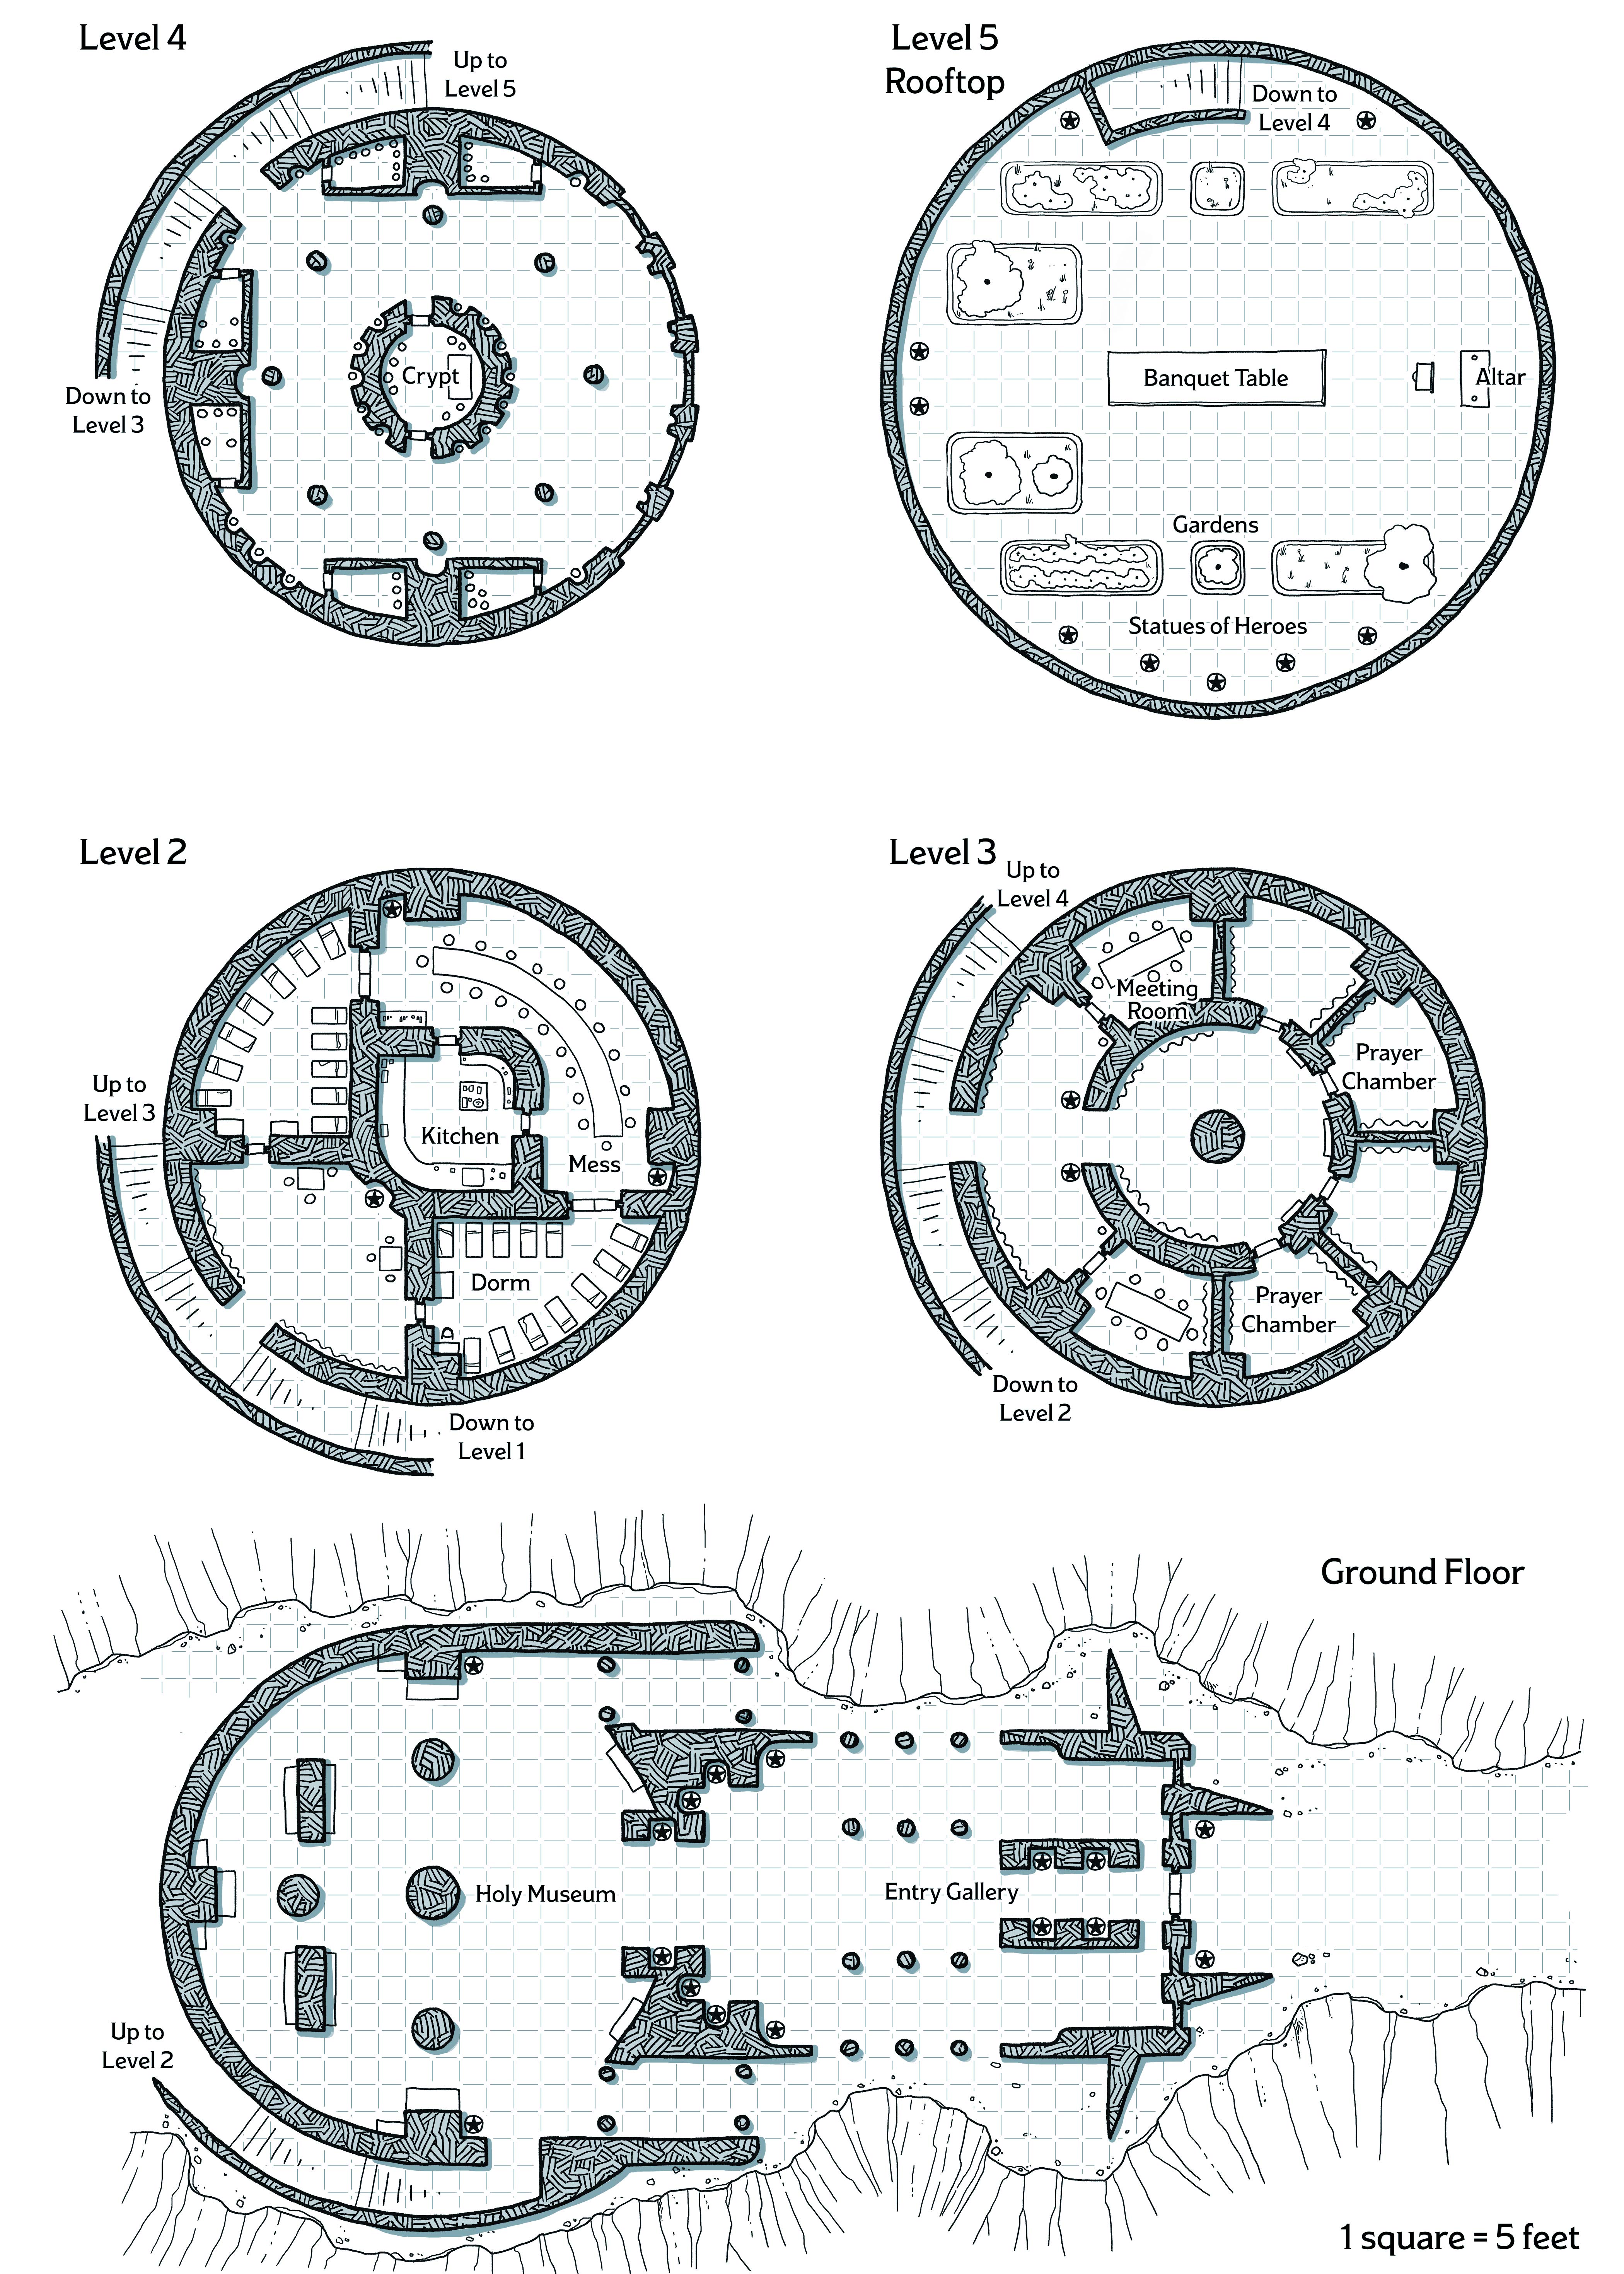 Level 4
Up to
Level 5
Crypt
Down to
Level 3
Level 5
Rooftop
Down to
Level 4
Banquet Table
Altar
Gardens
Statues of Heroes
Level 2
Up to
Level 3
Kitchen
Mess
Dorm
Down to
Level 1
Level 3
Up to
Level 4
Meeting
Room
Prayer
Chamber
Prayer
Chamber
Down to
Level 2
Ground Floor
Holy Museum
Entry Gallery
Up to
Level 2
1 square = 5 feet